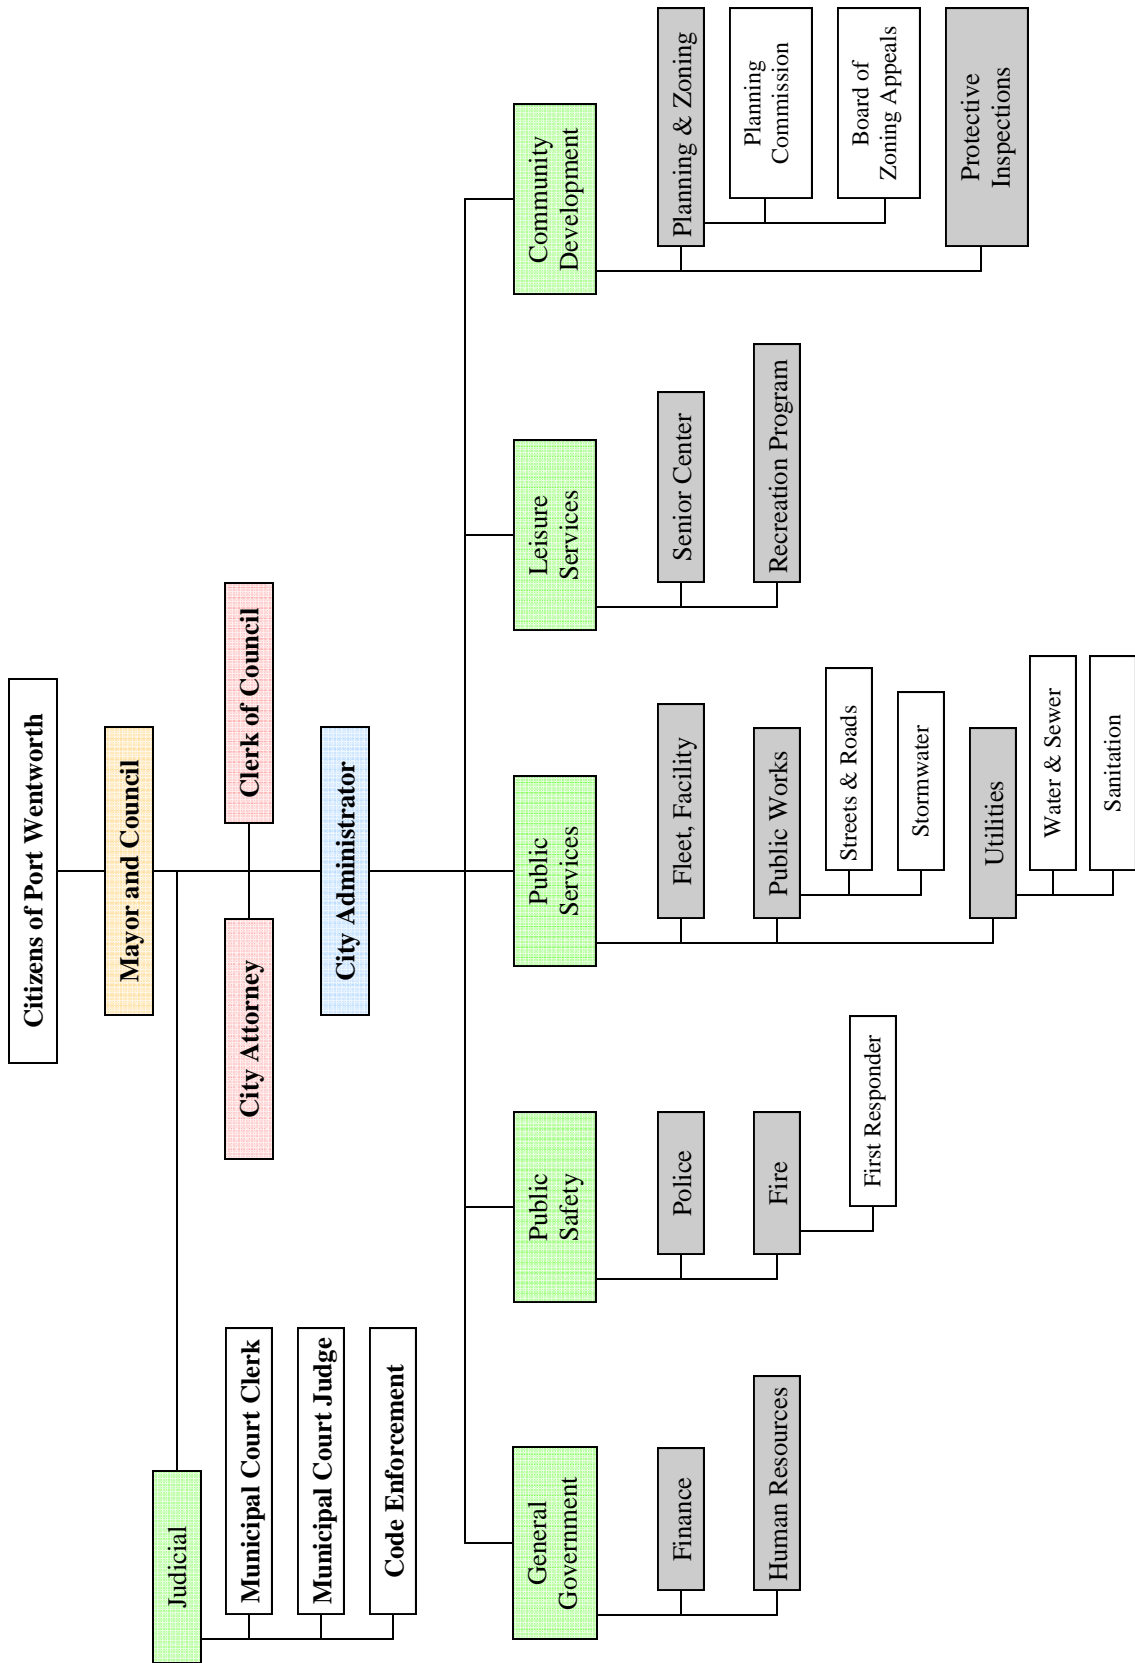 Citizens of Port Wentworth
Mayor and Council
Judicial
Municipal Court Clerk
Municipal Court Judge
Code Enforcement
City Attorney
Clerk of Council
City Administrator
General
Government
Finance
Human Resources
Public
Safety
Police
Fire
First Responder
Public
Services
Fleet, Facility
Public Works
Streets & Roads
Stormwater
Utilities
Water & Sewer
Sanitation
Leisure
Services
Senior Center
Recreation Program
Community
Development
Planning & Zoning
Planning
Commission
Board of
Zoning Appeals
Protective
Inspections